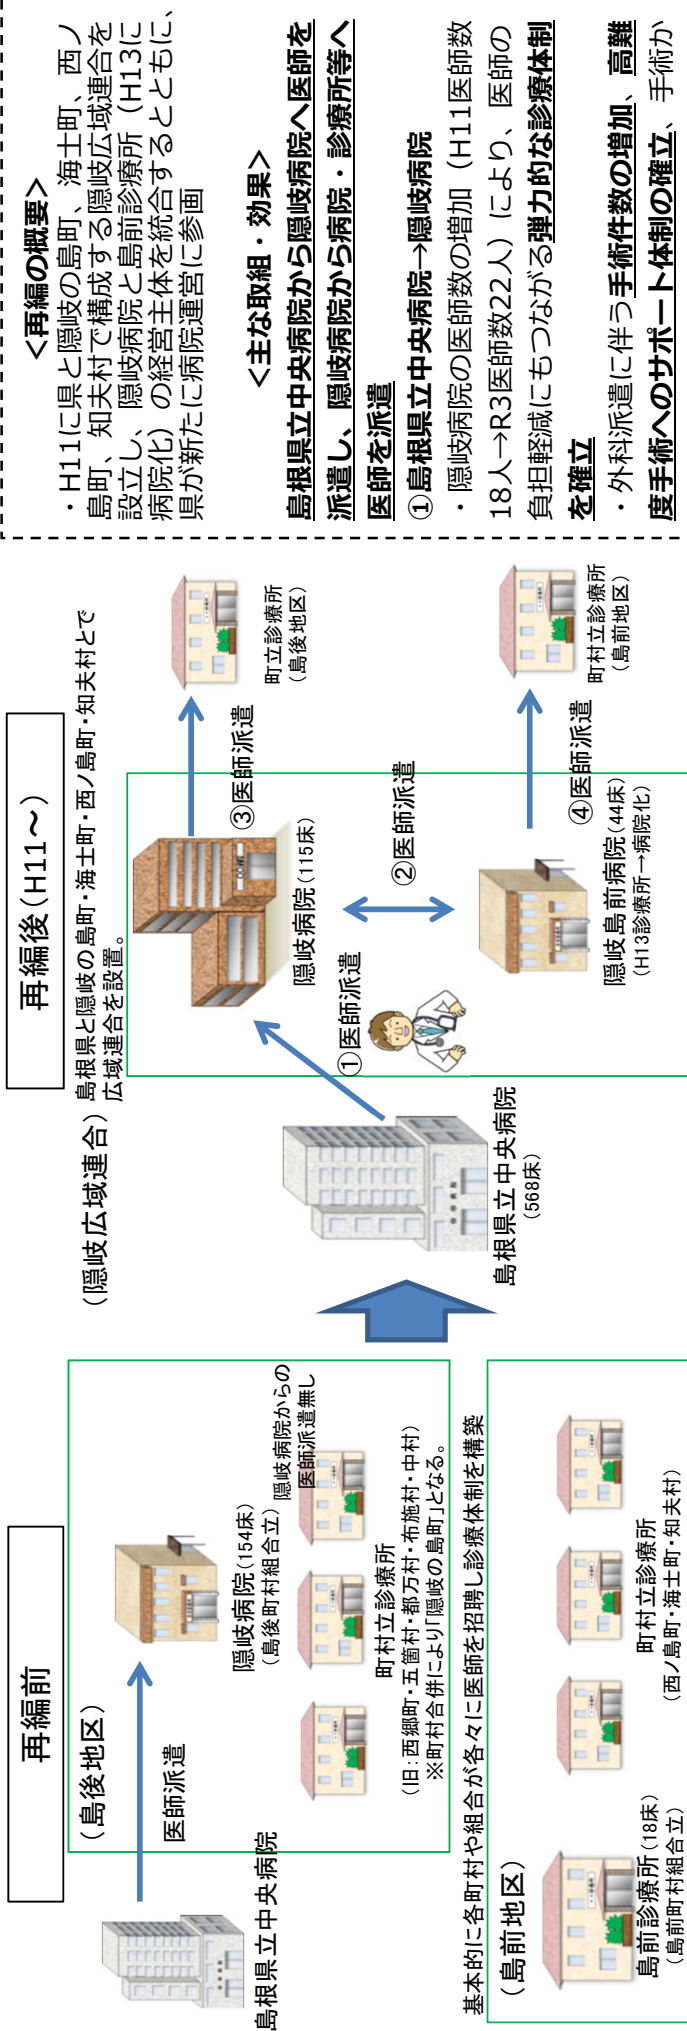 再編前
(島後地区)
島根県立中央病院
医師派遣
隠岐病院(154床)
(島後町村組合立)
隠岐病院からの
医師派遣無し
町村立診療所
(旧:西郷町・五箇村・都万村・布施村・中村)
※町村合併により「隠岐の島町」となる。
基本的に各町村や組合が各々に医師を招聘し診療体制を構築
(島前地区)
島前診療所(18床)
(島前町村組合立)
町村立診療所
(西ノ島町・海士町・知夫村)
再編後(H11～)
(隠岐広域連合)
島根県と隠岐の島町・海士町・西ノ島町・知夫村とで
広域連合を設置。
島根県立中央病院
(568床)
①医師派遣
隠岐病院(115床)
②医師派遣
隠岐島前病院(44床)
(H13診療所→病院化)
③医師派遣
町立診療所
(島後地区)
④医師派遣
町村立診療所
(島前地区)
＜再編の概要＞
・H11に県と隠岐の島町、海士町、西ノ
島町、知夫村で構成する隠岐広域連合を
設立し、隠岐病院と島前診療所（H13に
病院化）の経営主体を統合するとともに、
県が新たに病院運営に参画
＜主な取組・効果＞
島根県立中央病院から隠岐病院へ医師を
派遣し、隠岐病院から病院・診療所等へ
医師を派遣
①島根県立中央病院→隠岐病院
・隠岐病院の医師数の増加（H11医師数
18人→R3医師数22人）により、医師の
負担軽減にもつながる弾力的な診療体制
を確立
・外科派遣に伴う手術件数の増加、高難
度手術へのサポート体制の確立、手術か